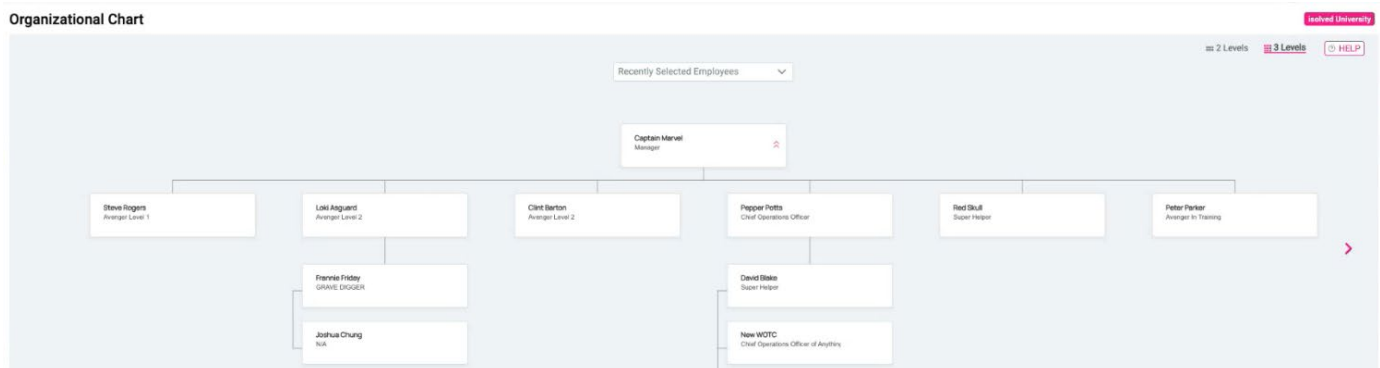 Organizational Chart
isolved University
2 Levels
3 Levels
HELP
Recently Selected Employees
Captain Marvel
Manager
Steve Rogers
Avenger Level 1
Loki Asguard
Avenger Level 2
Clint Barton
Avenger Level 2
Pepper Potts
Chief Operations Officer
Red Skull
Super Helper
Peter Parker
Avenger In Training
Frannie Friday
GRAVE DIGGER
David Blake
Super Helper
Joshua Chung
N/A
New WOTC
Chief Operations Officer of Anything